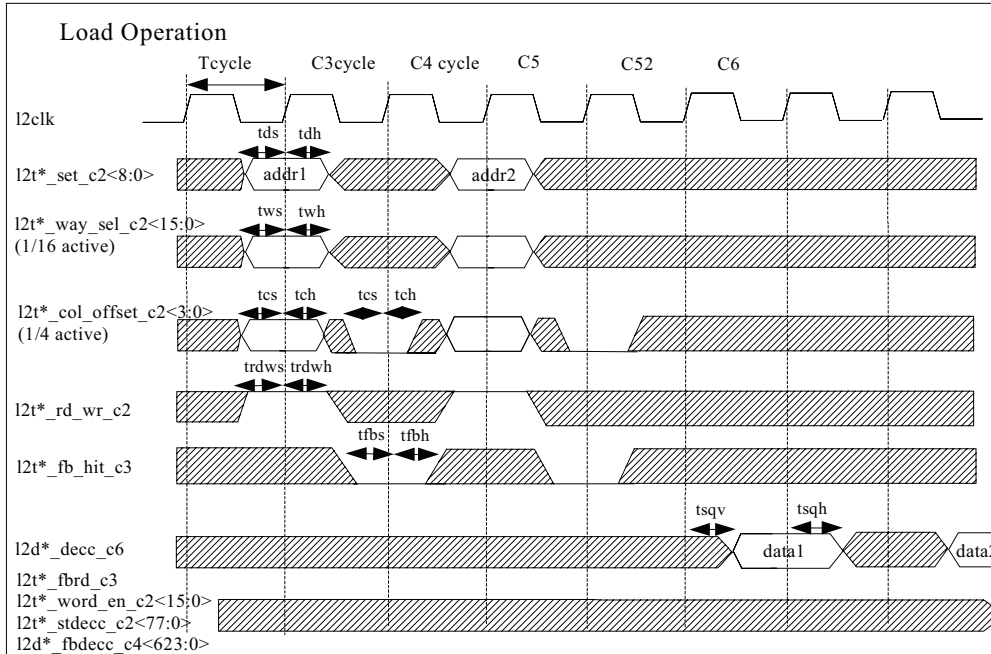 Load Operation
Tcycle C3cycle C4 cycle C5 C52 C6
l2clk
tds tdh
l2t*_set_c2<8:0> addr1 addr2
tws twh
l2t*_way_sel_c2<15:0>
(1/16 active)
tcs tch tcs tch
l2t*_col_offset_c2<3:0>
(1/4 active)
trdws trdwh
l2t*_rd_wr_c2
tfbs tfbh
l2t*_fb_hit_c3
tsqv tsqh
l2d*_decc_c6 data1 data2
l2t*_fbrd_c3
l2t*_word_en_c2<15:0>
l2t*_stdecc_c2<77:0>
l2d*_fbdecc_c4<623:0>